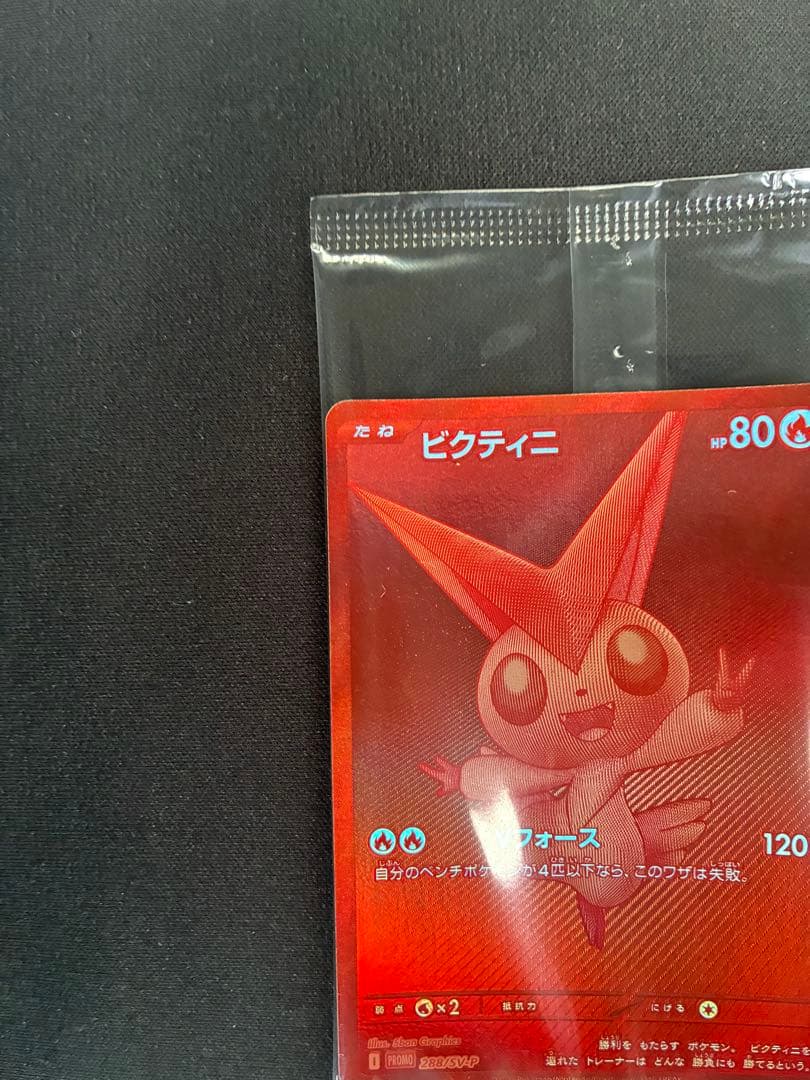 たね ビクティニ HP80
Vフォース 120
自分のベンチポケモンが4匹以下なら、このワザは失敗。
弱点 ×2 抵抗力 にげる
illus. 5ban Graphics
I PROMO 288/SV-P
勝利を もたらす ポケモン。 ビクティニを
連れた トレーナーは どんな 勝負にも 勝てるという